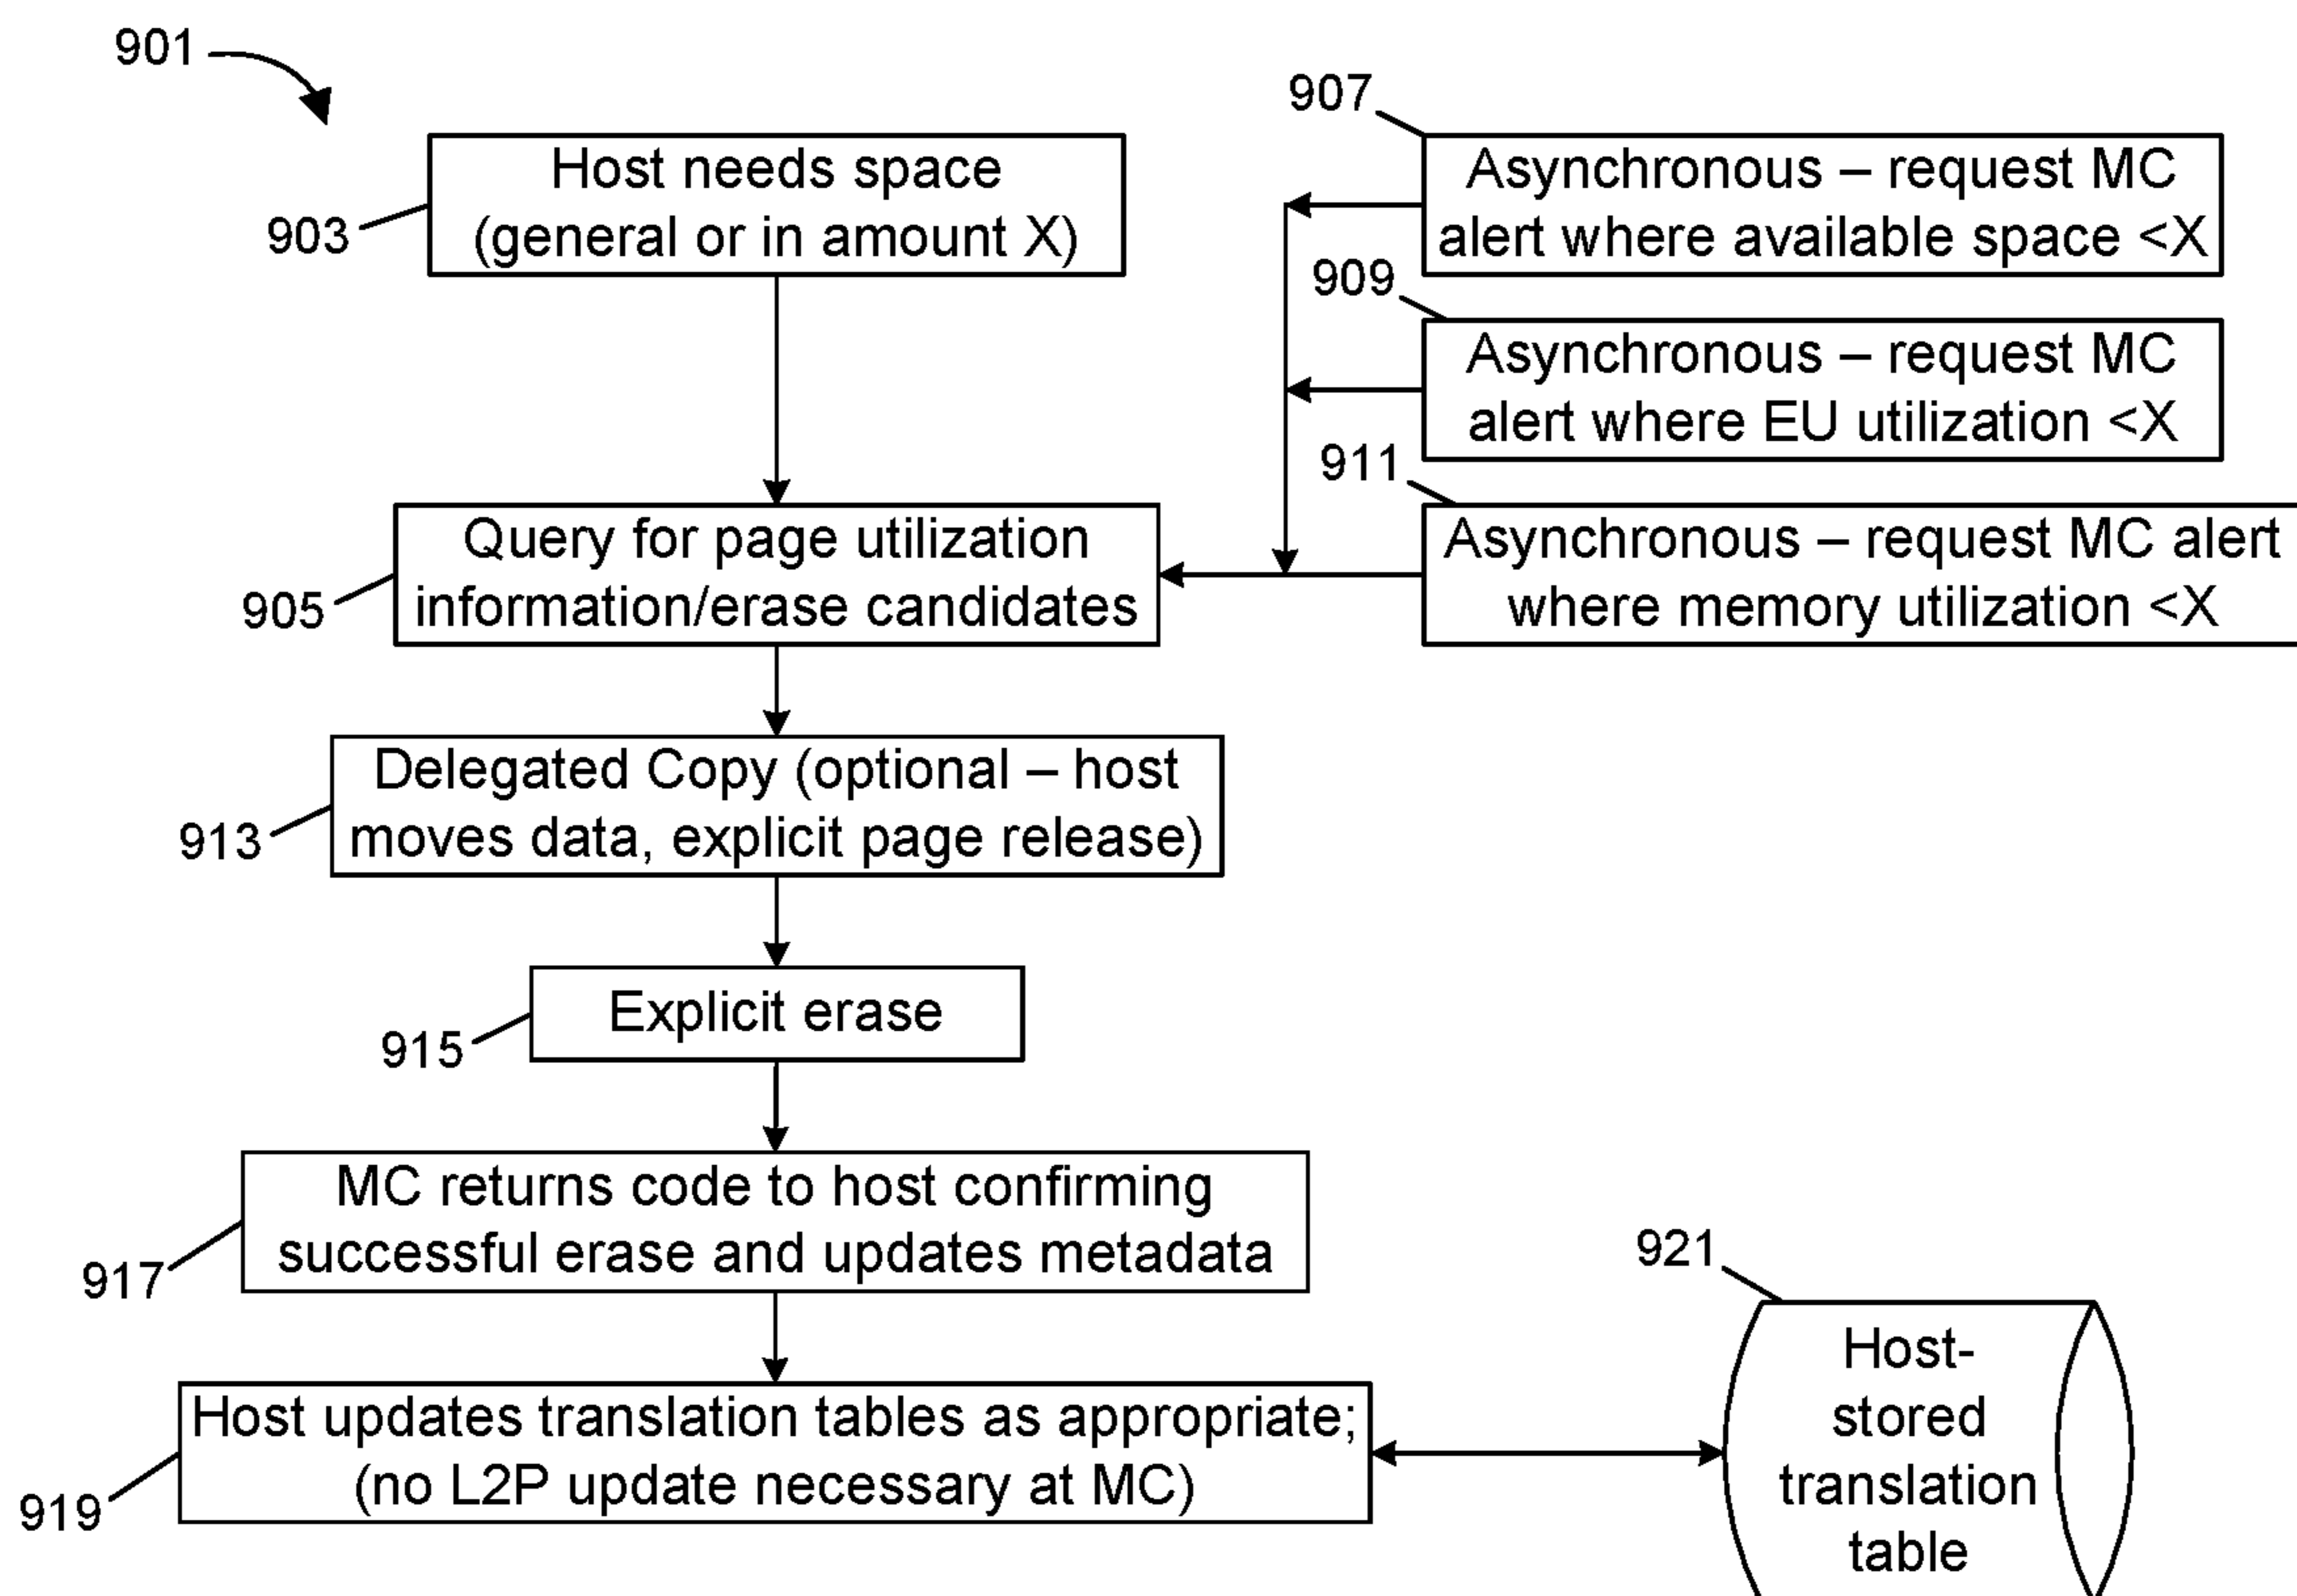 901
903
Host needs space
(general or in amount X)
907
Asynchronous – request MC
alert where available space <X
909
Asynchronous – request MC
alert where EU utilization <X
911
Asynchronous – request MC alert
where memory utilization <X
905
Query for page utilization
information/erase candidates
913
Delegated Copy (optional – host
moves data, explicit page release)
915
Explicit erase
917
MC returns code to host confirming
successful erase and updates metadata
919
Host updates translation tables as appropriate;
(no L2P update necessary at MC)
921
Host-
stored
translation
table